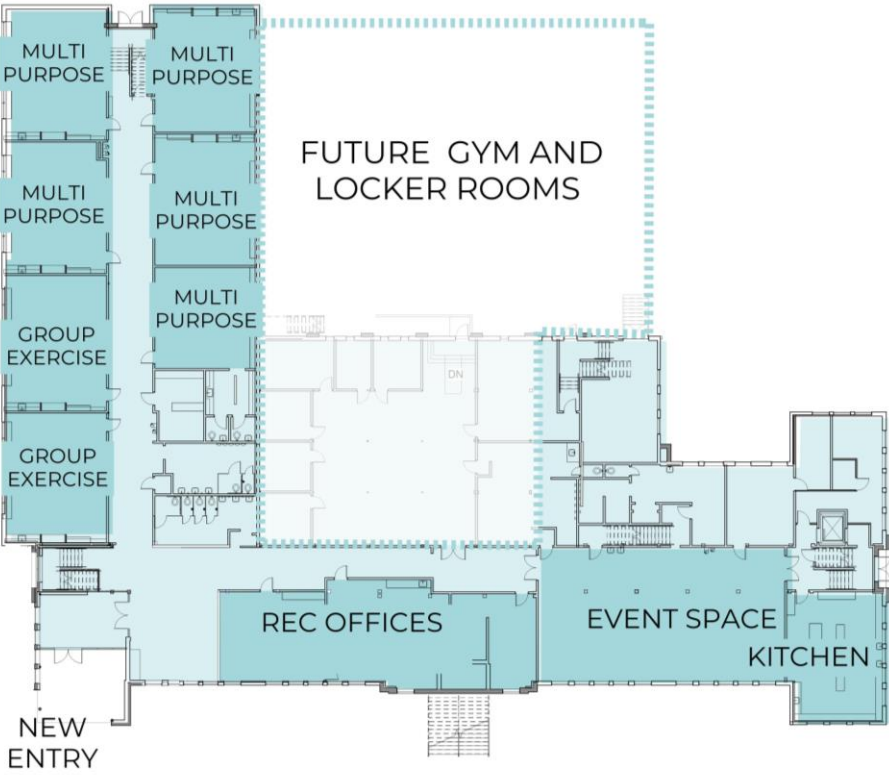 MULTI
PURPOSE
MULTI
PURPOSE
FUTURE GYM AND
LOCKER ROOMS
MULTI
PURPOSE
MULTI
PURPOSE
MULTI
PURPOSE
GROUP
EXERCISE
DN
GROUP
EXERCISE
REC OFFICES
EVENT SPACE
KITCHEN
NEW
ENTRY